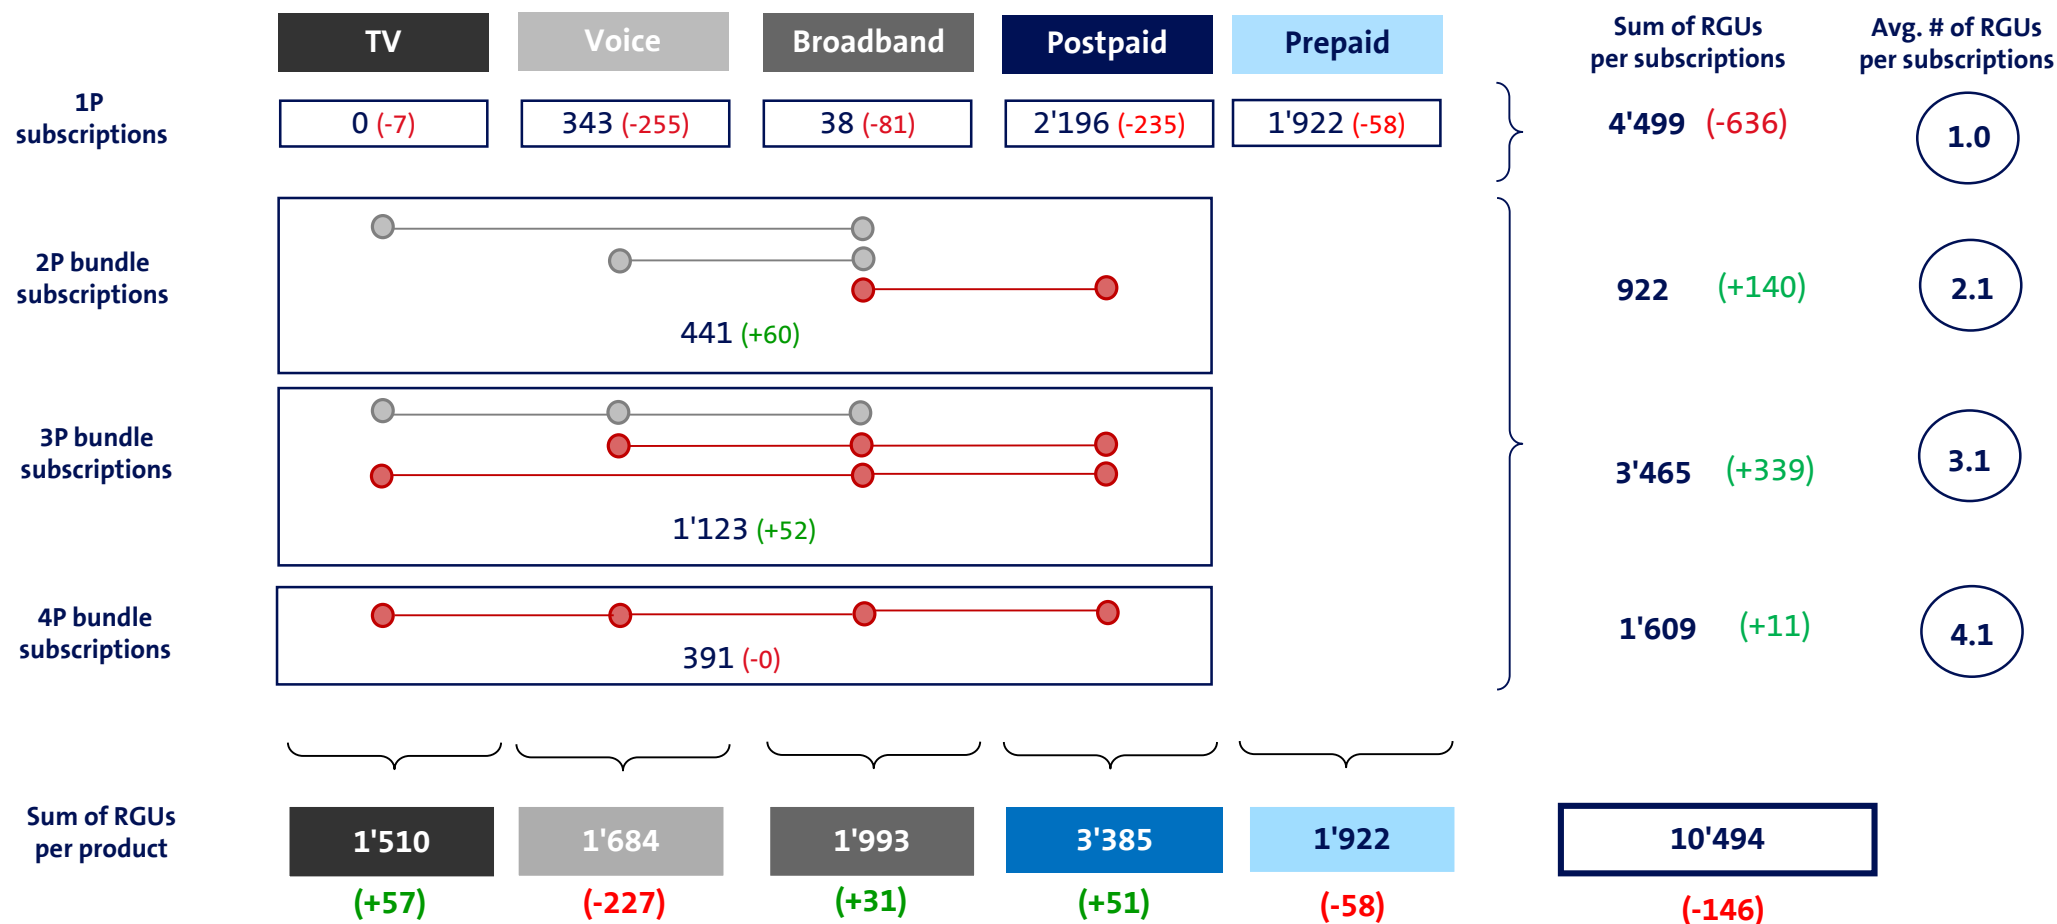 TV
Voice
Broadband
Postpaid
Prepaid
Sum of RGUs
per subscriptions
Avg. # of RGUs
per subscriptions
1P
subscriptions
0 (-7)
343 (-255)
38 (-81)
2'196 (-235)
1'922 (-58)
4'499 (-636)
1.0
2P bundle
subscriptions
441 (+60)
922 (+140)
2.1
3P bundle
subscriptions
1'123 (+52)
3'465 (+339)
3.1
4P bundle
subscriptions
391 (-0)
1'609 (+11)
4.1
Sum of RGUs
per product
1'510
1'684
1'993
3'385
1'922
10'494
(+57)
(-227)
(+31)
(+51)
(-58)
(-146)